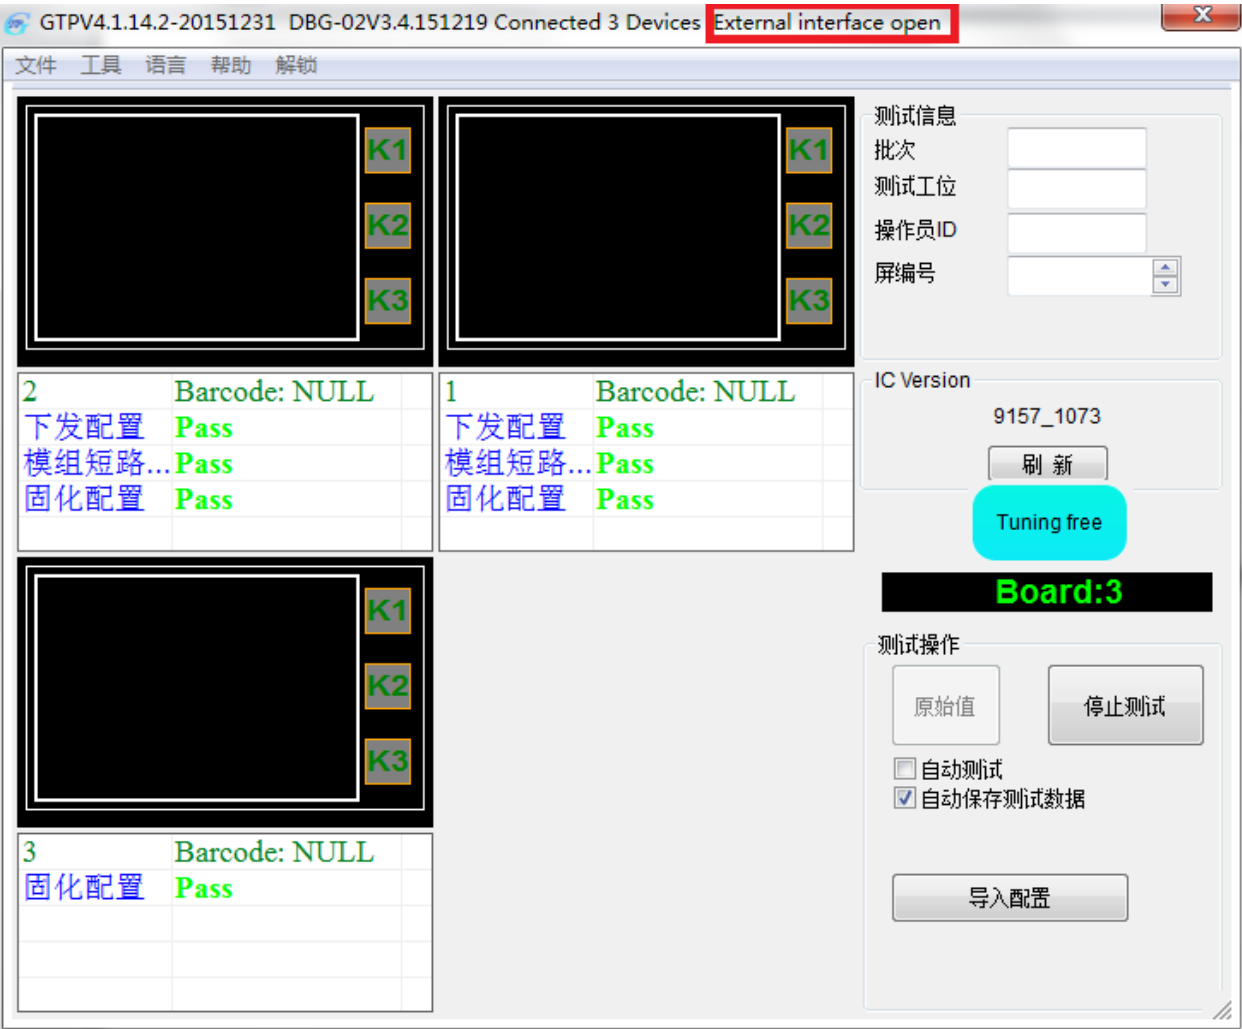 GTPV4.1.14.2-20151231 DBG-02V3.4.151219 Connected 3 Devices External interface open
文件 工具 语言 帮助 解锁
K1
K2
K3
2 Barcode: NULL
下发配置 Pass
模组短路... Pass
固化配置 Pass
K1
K2
K3
1 Barcode: NULL
下发配置 Pass
模组短路... Pass
固化配置 Pass
K1
K2
K3
3 Barcode: NULL
固化配置 Pass
测试信息
批次
测试工位
操作员ID
屏编号
IC Version
9157_1073
刷 新
Tuning free
Board:3
测试操作
原始值 停止测试
自动测试
自动保存测试数据
导入配置